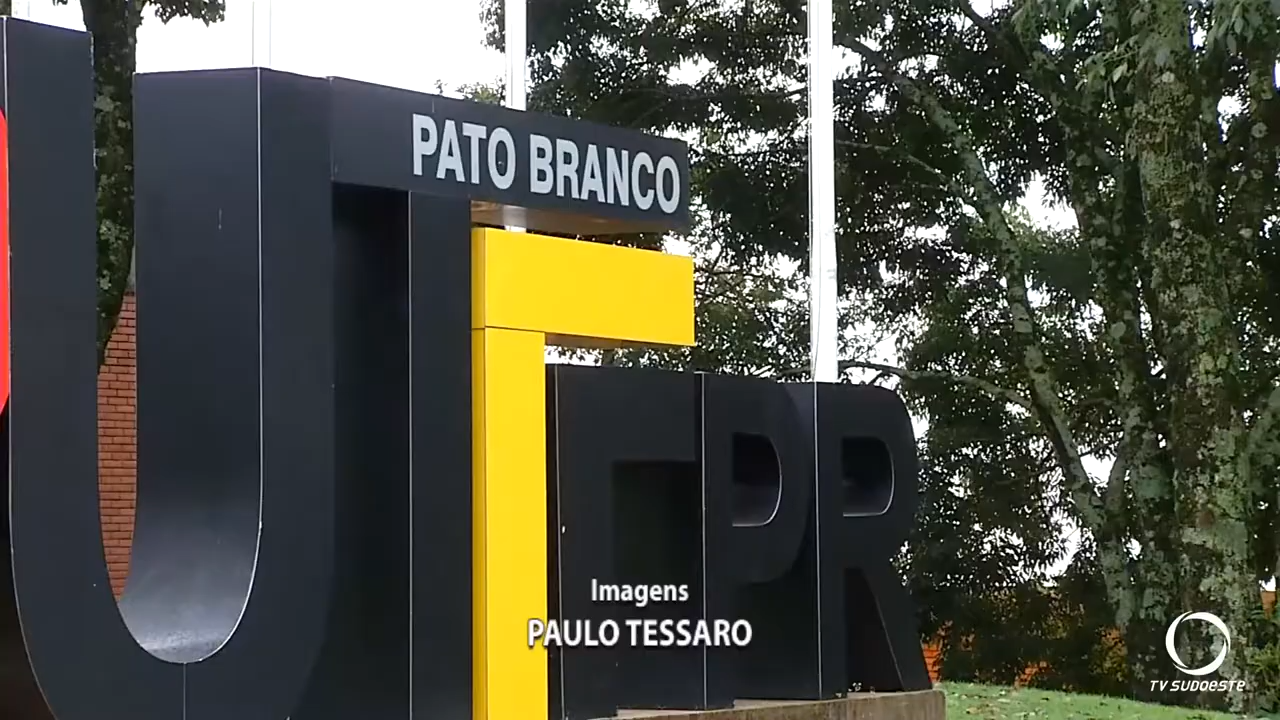 PATO BRANCO
UTFPR
Imagens
PAULO TESSARO
TV SUDOESTE